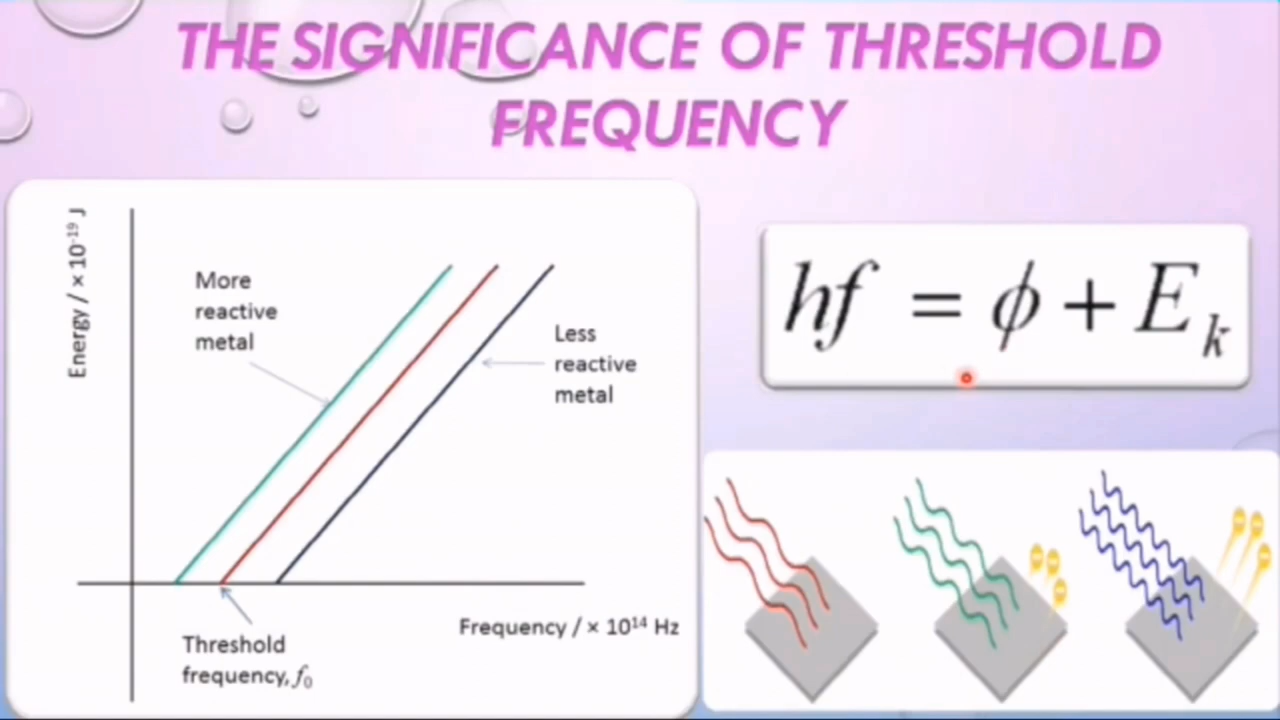 THE SIGNIFICANCE OF THRESHOLD
FREQUENCY
Energy / × 10⁻¹⁹ J
More
reactive
metal
Less
reactive
metal
Threshold
frequency, f₀
Frequency / × 10¹⁴ Hz
hf = ϕ + Eₖ